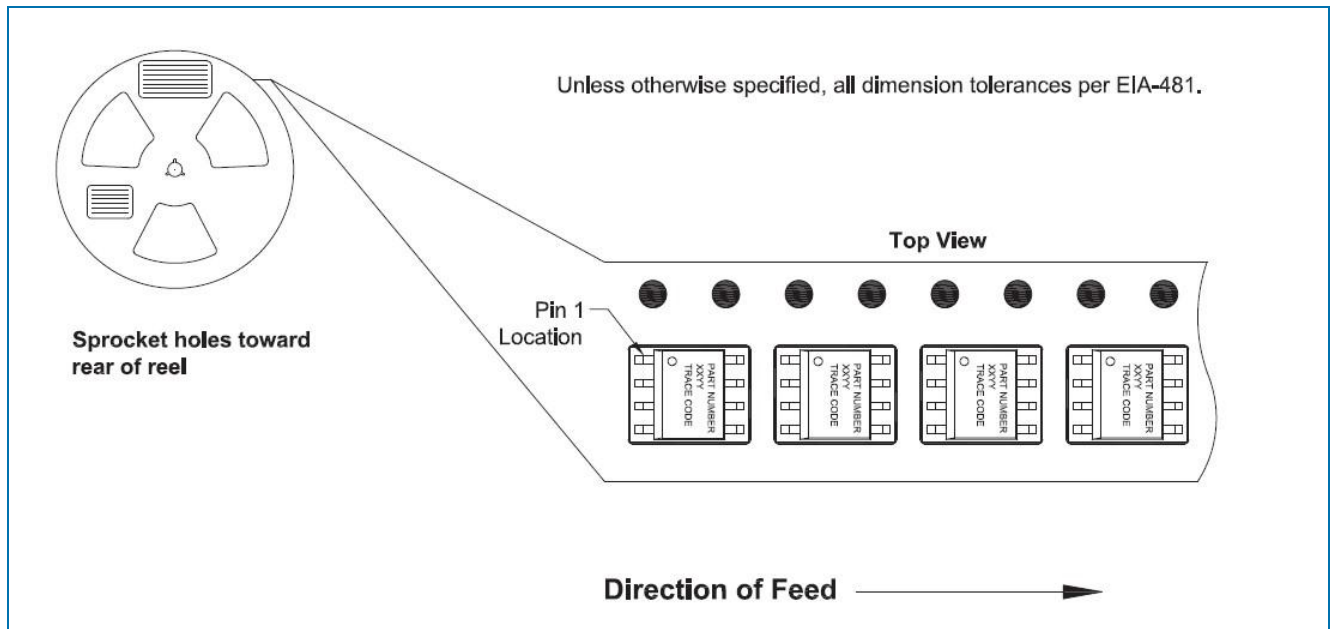 Unless otherwise specified, all dimension tolerances per EIA-481.
Top View
Pin 1
Location
Sprocket holes toward
rear of reel
PART NUMBER
XXYY
TRACE CODE
PART NUMBER
XXYY
TRACE CODE
PART NUMBER
XXYY
TRACE CODE
PART NUMBER
XXYY
TRACE CODE
Direction of Feed